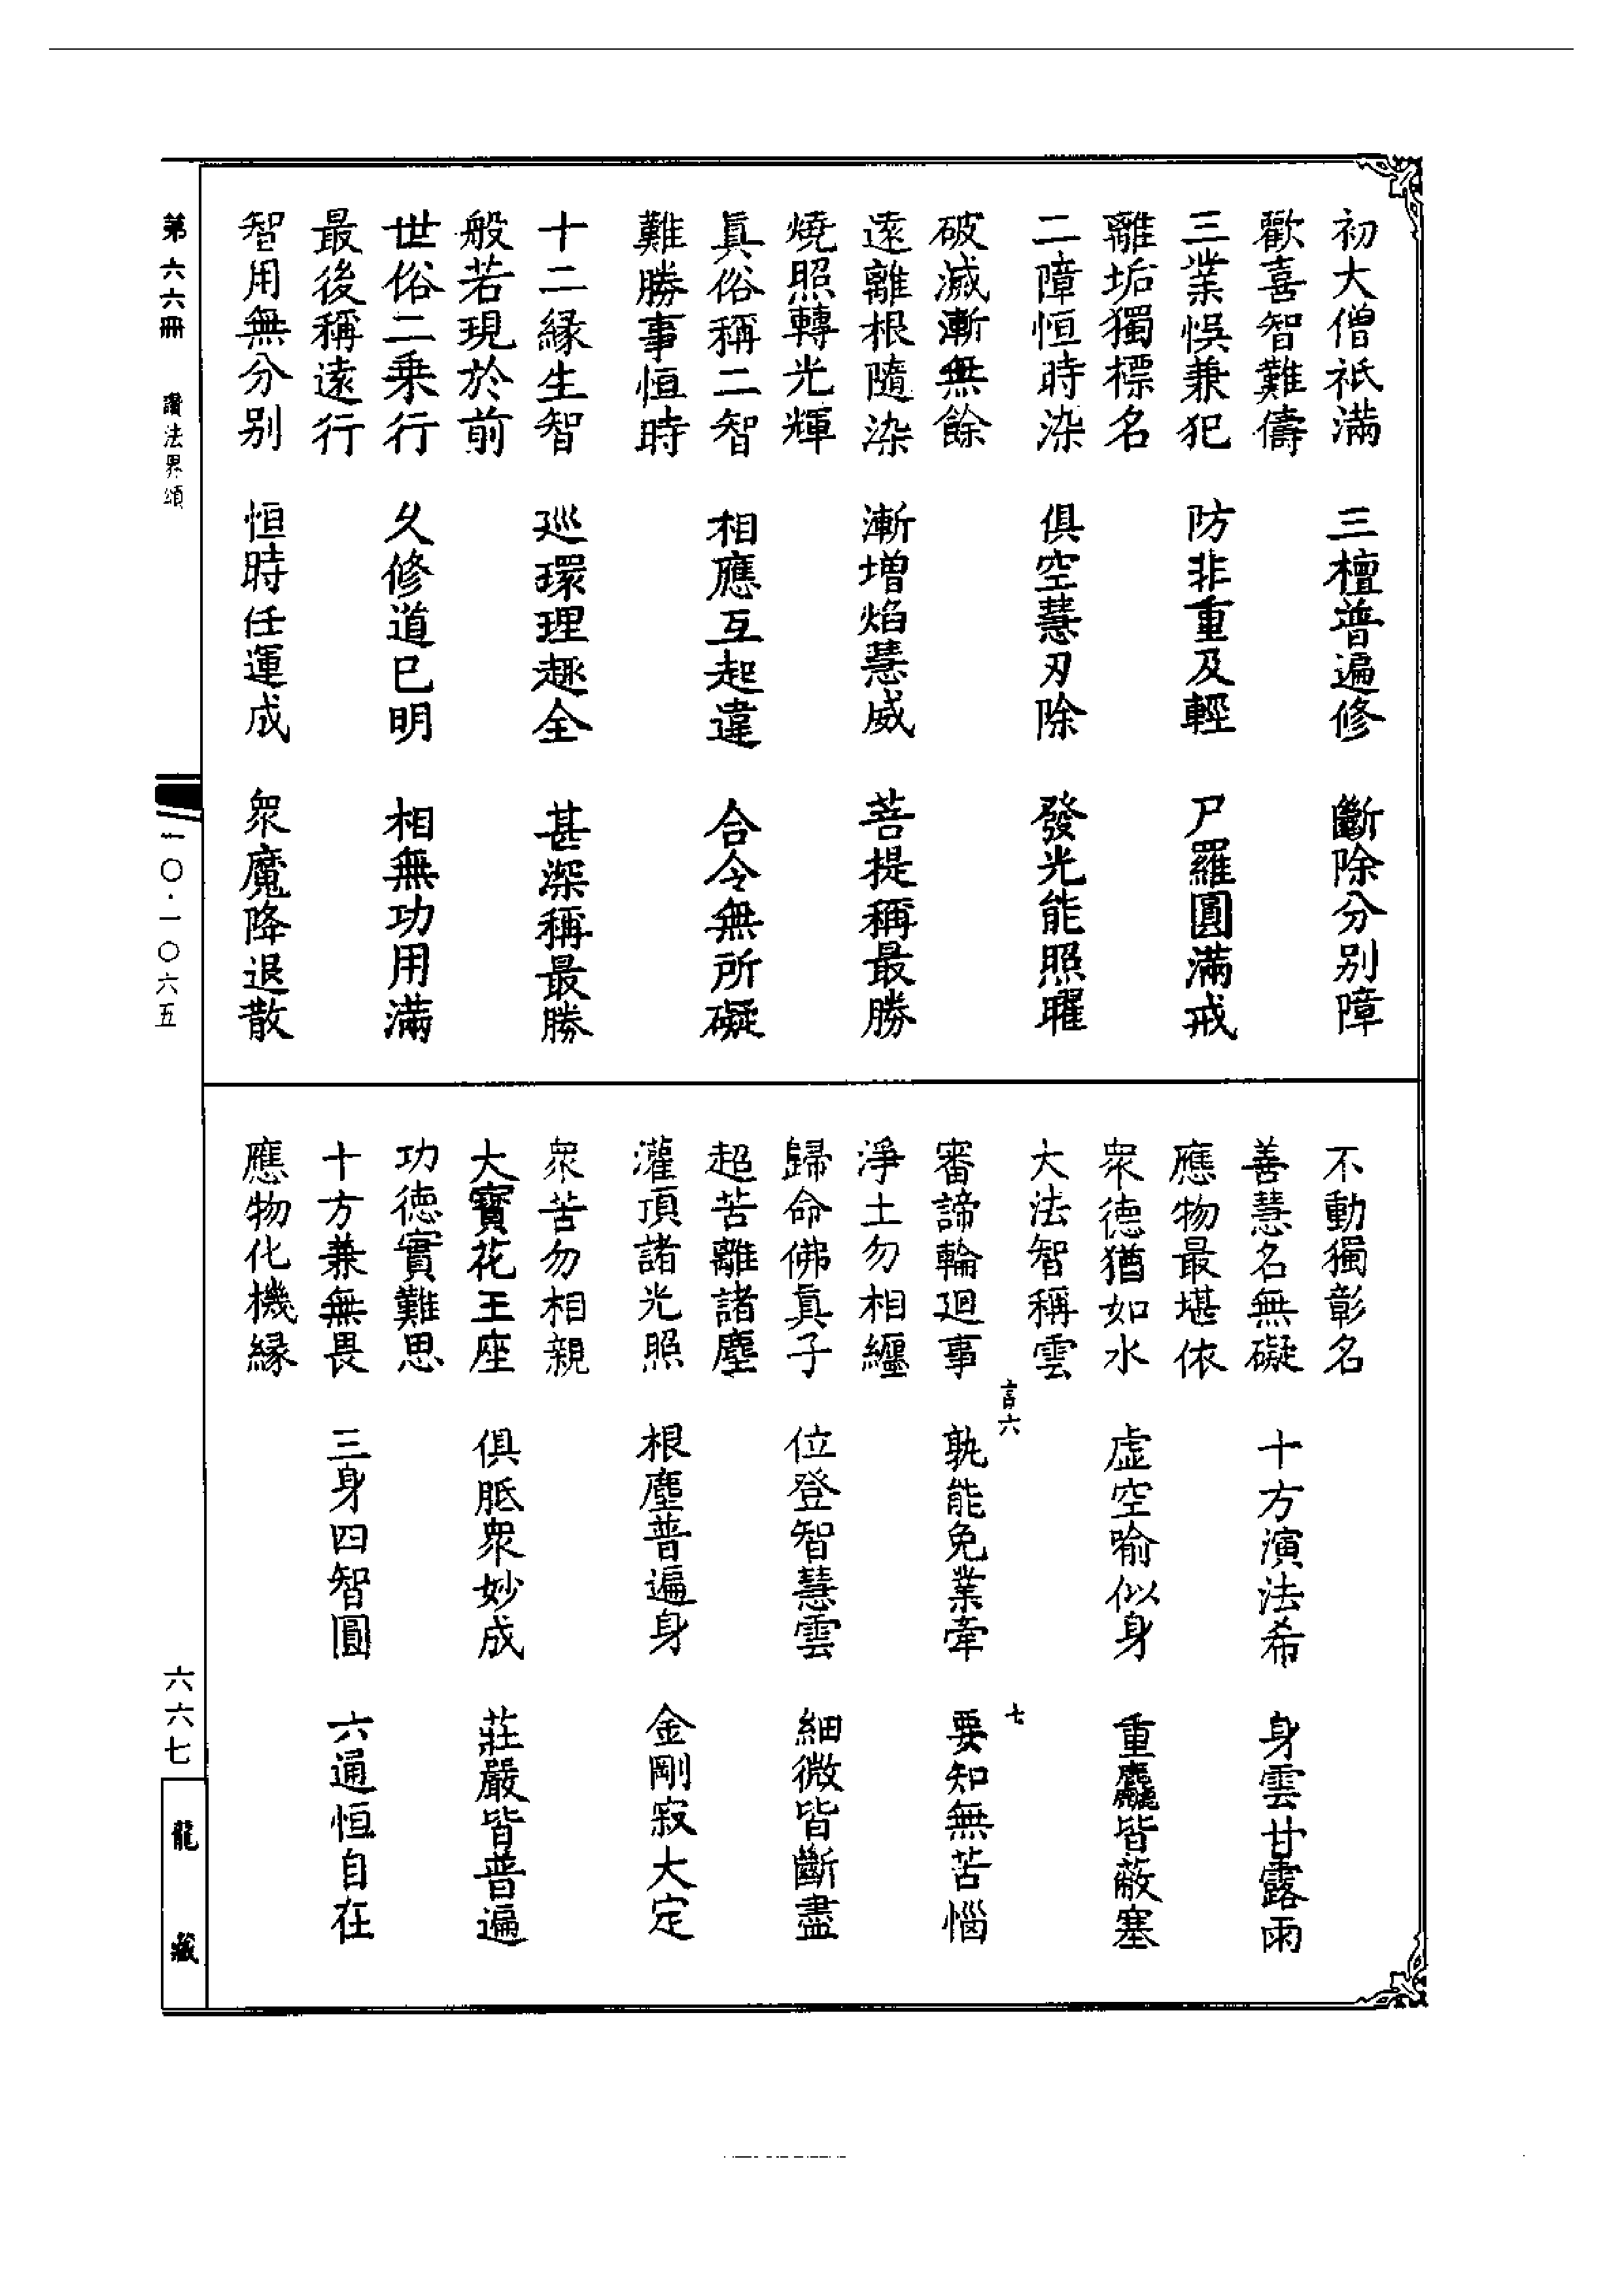 初大僧祇滿　三檀普遍修　斷除分別障
歡喜智難儔
三業悞兼犯　防非重及輕　尸羅圓滿戒
離垢獨標名
二障恒時染　俱空慧刃除　發光能照曜
破滅漸無餘
遠離根隨染　漸增焰慧威　菩提稱最勝
燒照轉光輝
真俗稱二智　相應互起違　合令無所礙
難勝事恒時
十二緣生智　巡環理趣全　甚深稱最勝
般若現於前
世俗二乘行　久修道已明　相無功用滿
最後稱遠行
智用無分別　恒時任運成　眾魔降退散
不動獨彰名
善慧名無礙　十方演法希　身雲甘露雨
應物最堪依
眾德猶如水　虛空喻似身　重麤皆蔽塞
大法智稱雲
言六　七
審諦輪迴事　孰能免業牽　要知無苦惱
淨土勿相纏
歸命佛真子　位登智慧雲　細微皆斷盡
超苦離諸塵
灌頂諸光照　根塵普遍身　金剛寂大定
眾苦勿相親
大寶花王座　俱胝眾妙成　莊嚴皆普遍
功德實難思
十方兼無畏　三身四智圓　六通恒自在
應物化機緣
第六六冊　讚法界頌
一〇·一〇六五
六六七
龍藏